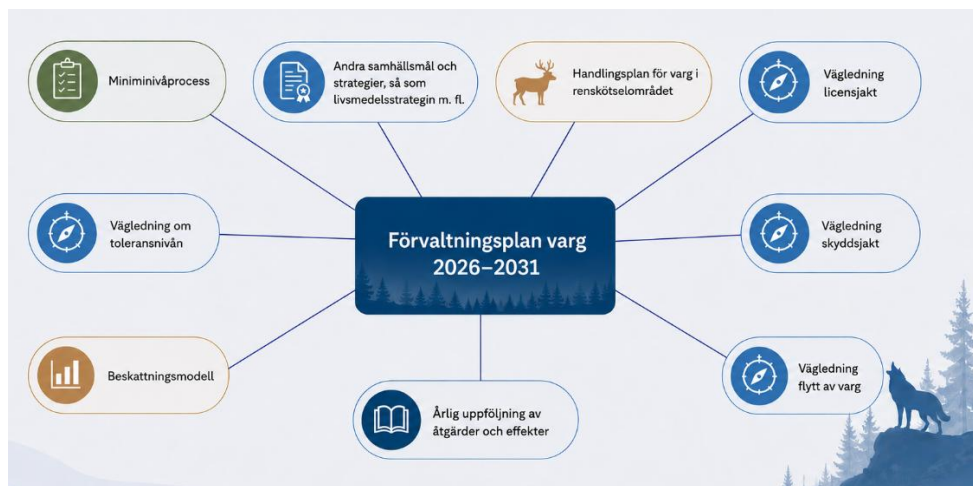 Miniminivåprocess
Andra samhällsmål och
strategier, så som
livsmedelsstrategin m. fl.
Handlingsplan för varg i
renskötselområdet
Vägledning
licensjakt
Vägledning om
toleransnivån
Förvaltningsplan varg
2026–2031
Vägledning
skyddsjakt
Beskattningsmodell
Årlig uppföljning av
åtgärder och effekter
Vägledning
flytt av varg